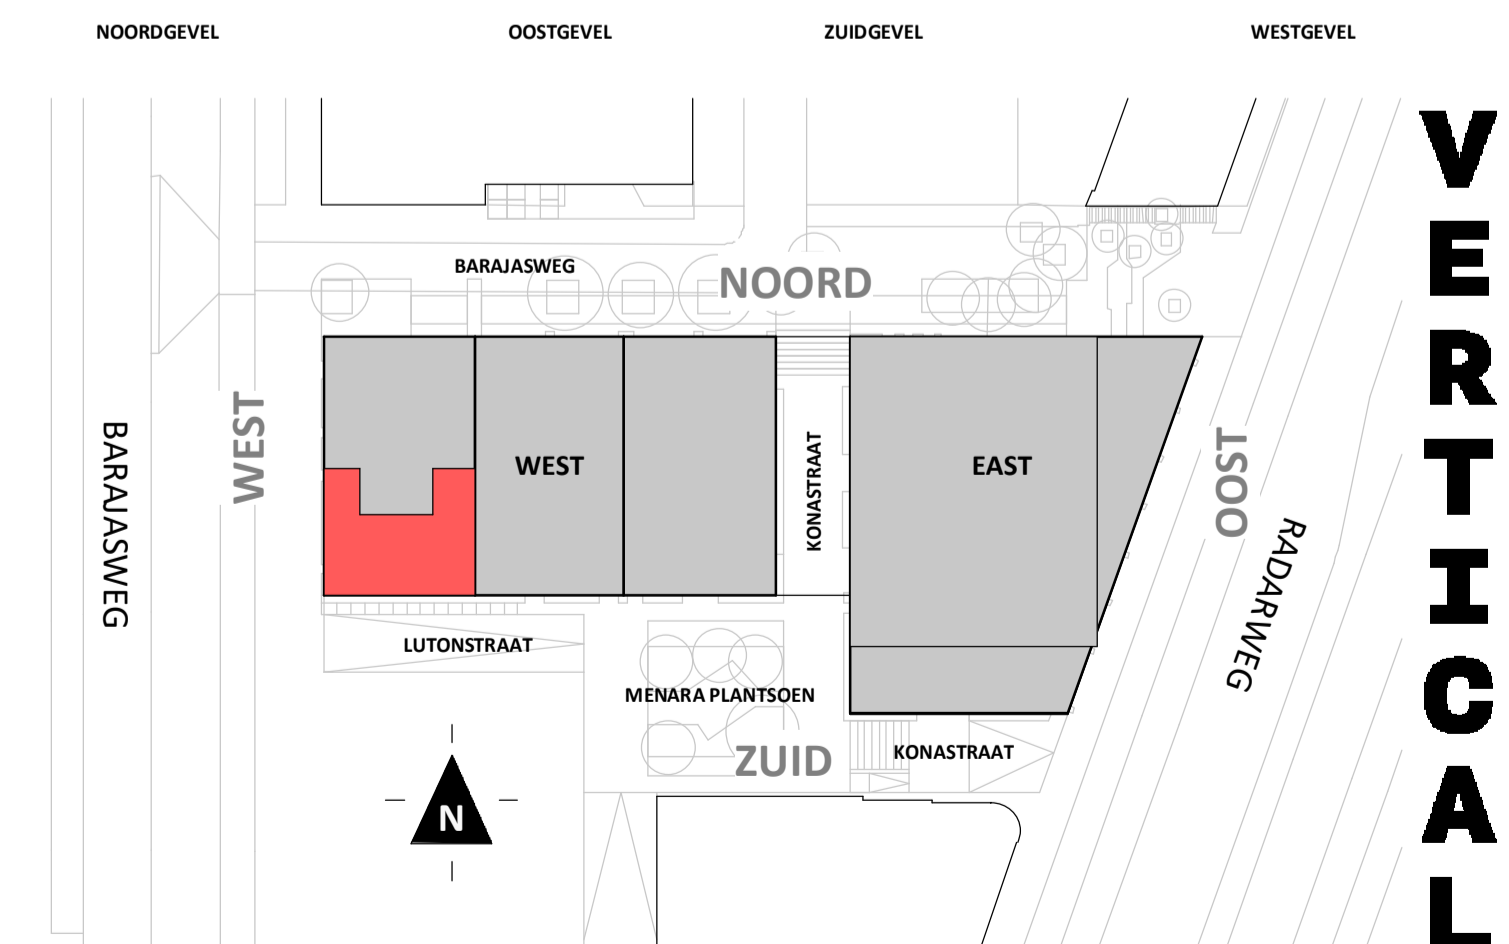 NOORDGEVEL
OOSTGEVEL
ZUIDGEVEL
WESTGEVEL
BARAJASWEG
NOORD
WEST
BARAJASWEG
WEST
KONASTRAAT
EAST
OOST
RADARWEG
LUTONSTRAAT
MENARA PLANTSOEN
ZUID
KONASTRAAT
N
VERTICAL